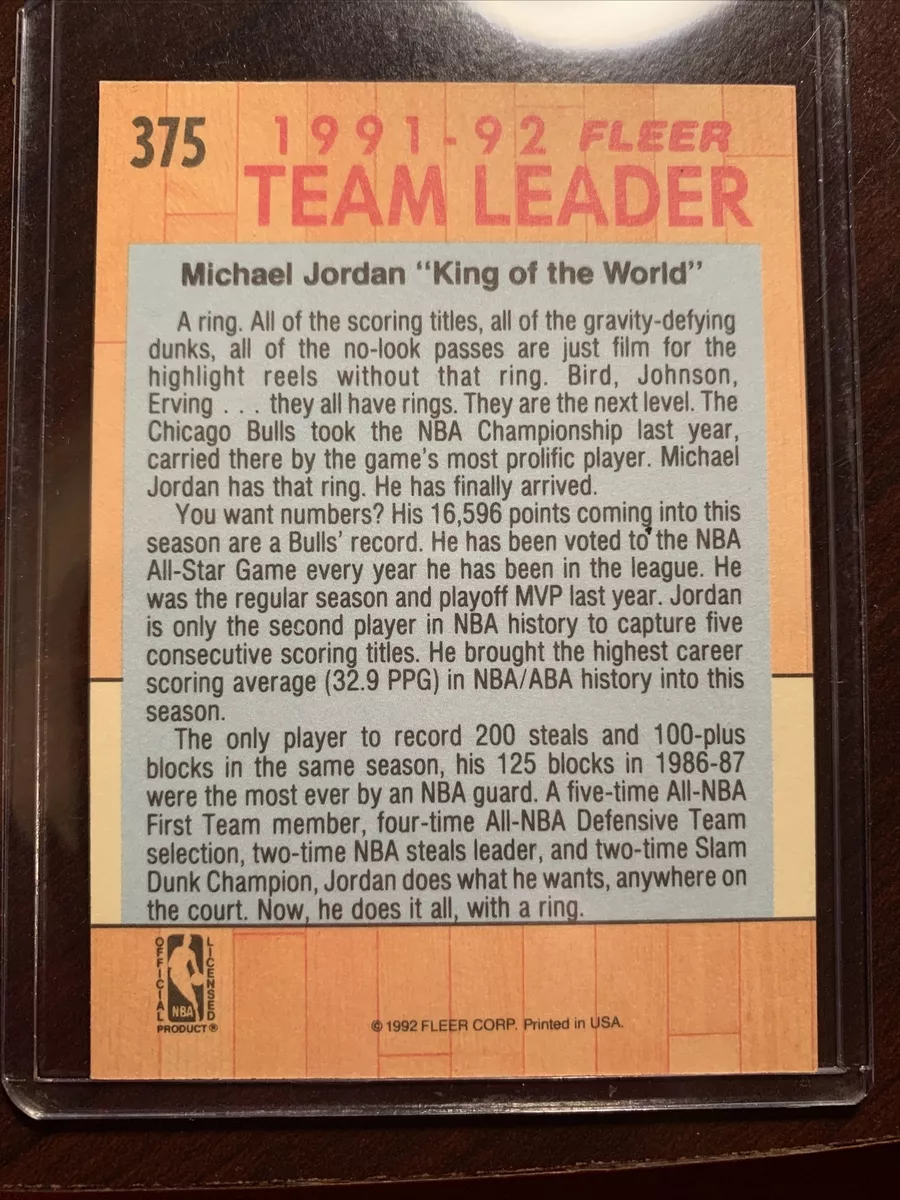 375
1991-92 FLEER
TEAM LEADER
Michael Jordan “King of the World”
A ring. All of the scoring titles, all of the gravity-defying
dunks, all of the no-look passes are just film for the
highlight reels without that ring. Bird, Johnson,
Erving . . . they all have rings. They are the next level. The
Chicago Bulls took the NBA Championship last year,
carried there by the game's most prolific player. Michael
Jordan has that ring. He has finally arrived.
You want numbers? His 16,596 points coming into this
season are a Bulls' record. He has been voted to the NBA
All-Star Game every year he has been in the league. He
was the regular season and playoff MVP last year. Jordan
is only the second player in NBA history to capture five
consecutive scoring titles. He brought the highest career
scoring average (32.9 PPG) in NBA/ABA history into this
season.
The only player to record 200 steals and 100-plus
blocks in the same season, his 125 blocks in 1986-87
were the most ever by an NBA guard. A five-time All-NBA
First Team member, four-time All-NBA Defensive Team
selection, two-time NBA steals leader, and two-time Slam
Dunk Champion, Jordan does what he wants, anywhere on
the court. Now, he does it all, with a ring.
OFFICIAL
NBA
LICENSED
PRODUCT®
© 1992 FLEER CORP. Printed in USA.